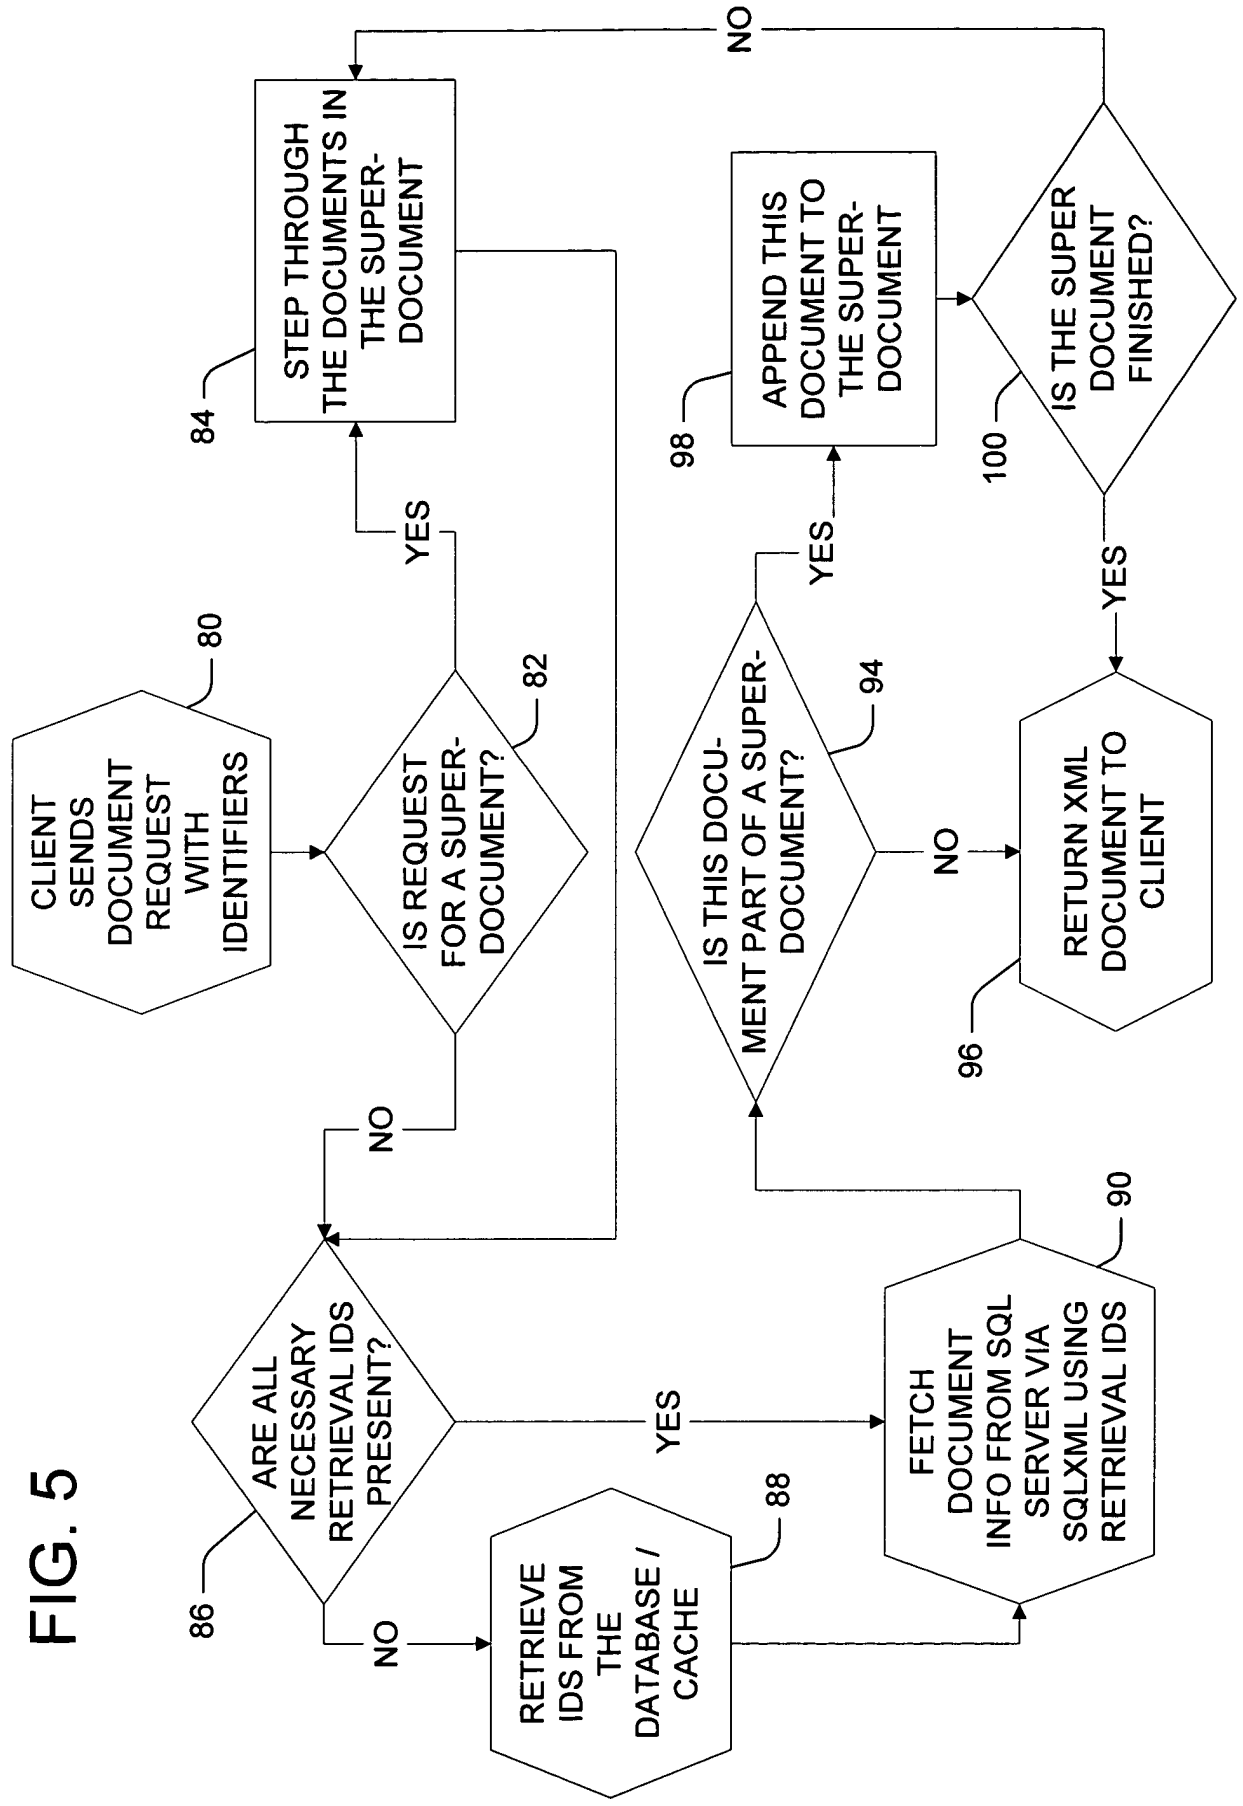 FIG. 5
CLIENT
SENDS
DOCUMENT
REQUEST
WITH
IDENTIFIERS
80
IS REQUEST
FOR A SUPER-
DOCUMENT?
82
YES
NO
STEP THROUGH
THE DOCUMENTS IN
THE SUPER-
DOCUMENT
84
ARE ALL
NECESSARY
RETRIEVAL IDS
PRESENT?
86
NO
YES
RETRIEVE
IDS FROM
THE
DATABASE /
CACHE
88
FETCH
DOCUMENT
INFO FROM SQL
SERVER VIA
SQLXML USING
RETRIEVAL IDS
90
IS THIS DOCU-
MENT PART OF A SUPER-
DOCUMENT?
94
YES
NO
RETURN XML
DOCUMENT TO
CLIENT
96
APPEND THIS
DOCUMENT TO
THE SUPER-
DOCUMENT
98
IS THE SUPER
DOCUMENT
FINISHED?
100
YES
NO